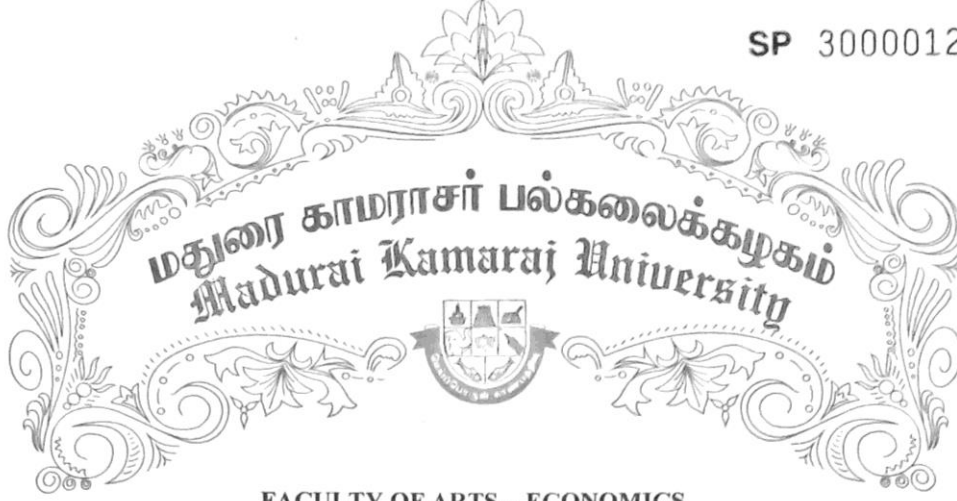 SP 3000012
மதுரை காமராசர் பல்கலைக்கழகம்
Madurai Kamaraj University
FACULTY OF ARTS – ECONOMICS